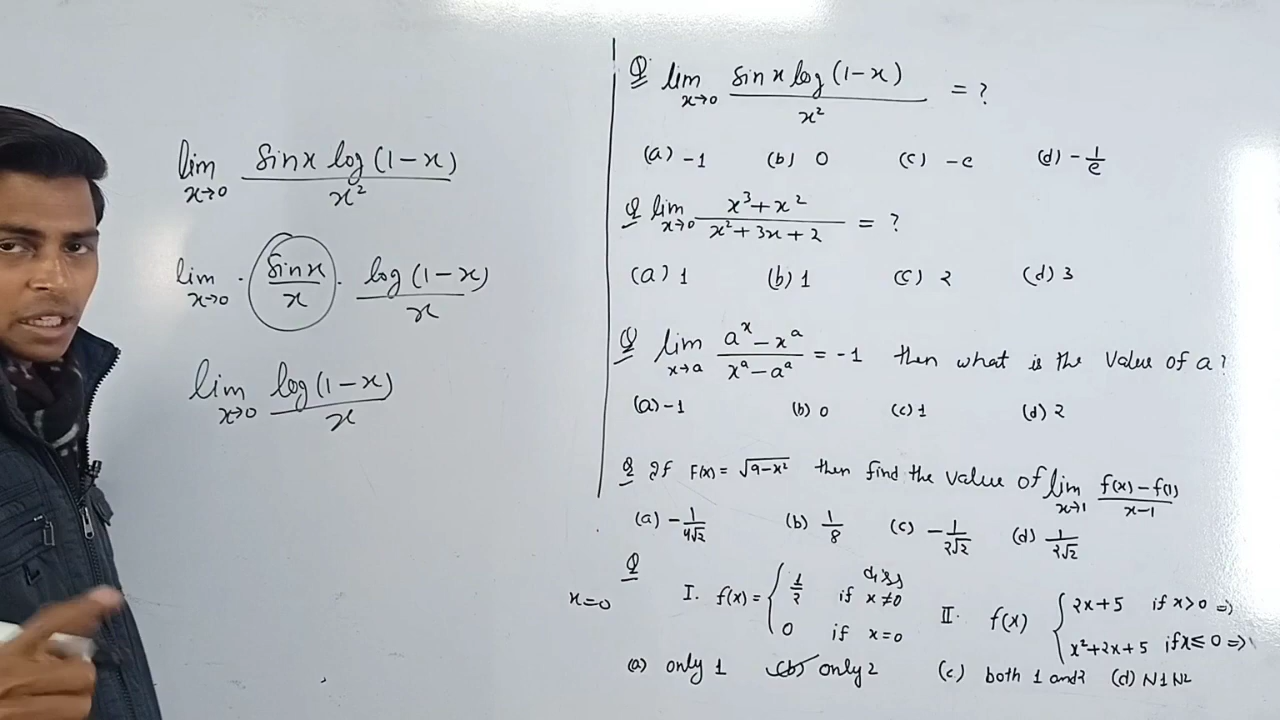 lim x→0 sinx log(1-x) / x²
lim x→0 · sinx / x · log(1-x) / x
lim x→0 log(1-x) / x
Q lim x→0 sin x log(1-x) / x² = ?
(a) -1 (b) 0 (c) -e (d) -1/e
Q lim x→0 x³+x² / x²+3x+2 = ?
(a) 1 (b) 1 (c) 2 (d) 3
Q lim x→a aˣ-xᵃ / xᵃ-aᵃ = -1 then what is the value of a?
(a) -1 (b) 0 (c) 1 (d) 2
Q If F(x) = √9-x² then find the value of lim x→1 f(x)-f(1) / x-1
(a) -1/4√2 (b) 1/8 (c) -1/2√2 (d) 1/2√2
Q
x=0 I. f(x) = { 1/2 if x≠0 II. f(x) { 2x+5 if x>0 ⇒
0 if x=0 x²+2x+5 if x≤0 ⇒
(a) only 1 (b) only 2 (c) both 1 and 2 (d) N1 N2